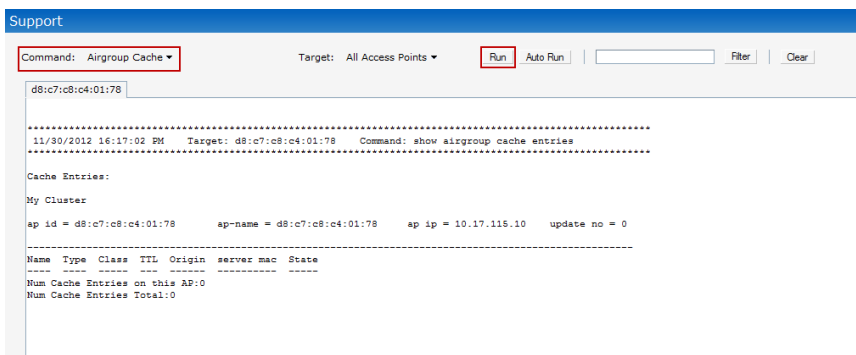 Support
Command: Airgroup Cache Target: All Access Points Run Auto Run Filter Clear
d8:c7:c8:c4:01:78
********************************************************************************************************
11/30/2012 16:17:02 PM Target: d8:c7:c8:c4:01:78 Command: show airgroup cache entries
********************************************************************************************************
Cache Entries:
My Cluster
ap id = d8:c7:c8:c4:01:78 ap-name = d8:c7:c8:c4:01:78 ap ip = 10.17.115.10 update no = 0
-----------------------------------------------------------------------------------------------------
Name Type Class TTL Origin server mac State
---- ---- ----- --- ------ ---------- -----
Num Cache Entries on this AP:0
Num Cache Entries Total:0